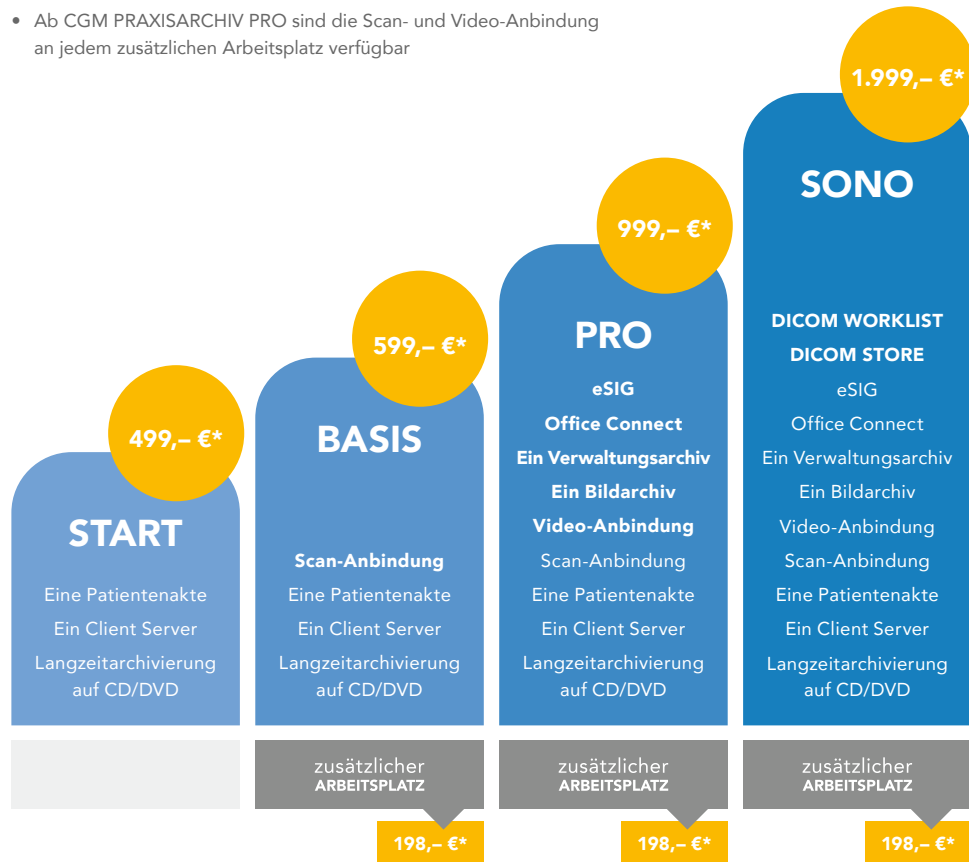 • Ab CGM PRAXISARCHIV PRO sind die Scan- und Video-Anbindung
an jedem zusätzlichen Arbeitsplatz verfügbar
499,– €*
START
Eine Patientenakte
Ein Client Server
Langzeitarchivierung
auf CD/DVD
599,– €*
BASIS
Scan-Anbindung
Eine Patientenakte
Ein Client Server
Langzeitarchivierung
auf CD/DVD
zusätzlicher
ARBEITSPLATZ
198,– €*
999,– €*
PRO
eSIG
Office Connect
Ein Verwaltungsarchiv
Ein Bildarchiv
Video-Anbindung
Scan-Anbindung
Eine Patientenakte
Ein Client Server
Langzeitarchivierung
auf CD/DVD
zusätzlicher
ARBEITSPLATZ
198,– €*
1.999,– €*
SONO
DICOM WORKLIST
DICOM STORE
eSIG
Office Connect
Ein Verwaltungsarchiv
Ein Bildarchiv
Video-Anbindung
Scan-Anbindung
Eine Patientenakte
Ein Client Server
Langzeitarchivierung
auf CD/DVD
zusätzlicher
ARBEITSPLATZ
198,– €*